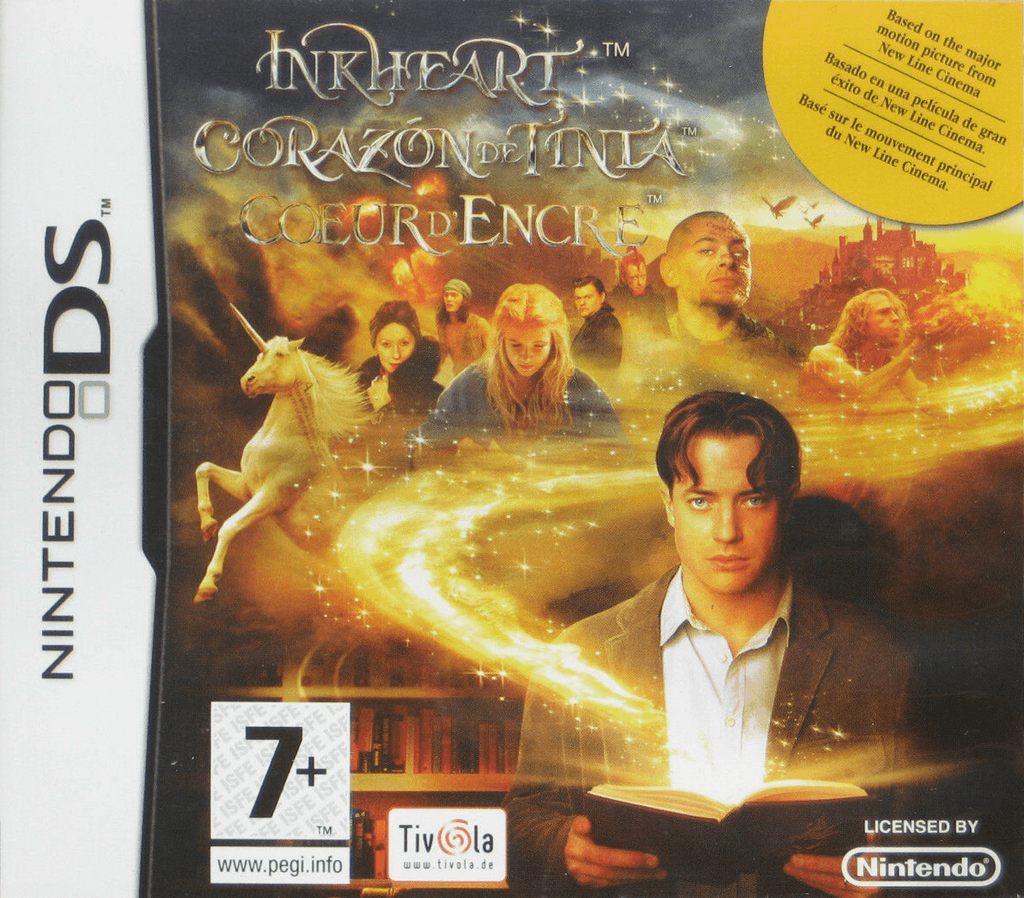 INKHEART™
CORAZÓN DE TINTA™
COEUR D'ENCRE™
Based on the major
motion picture from
New Line Cinema
Basado en una película de gran
éxito de New Line Cinema.
Basé sur le mouvement principal
du New Line Cinema.
NINTENDO DS™
7+
ISFE
™
www.pegi.info
Tivola
www.tivola.de
LICENSED BY
Nintendo®